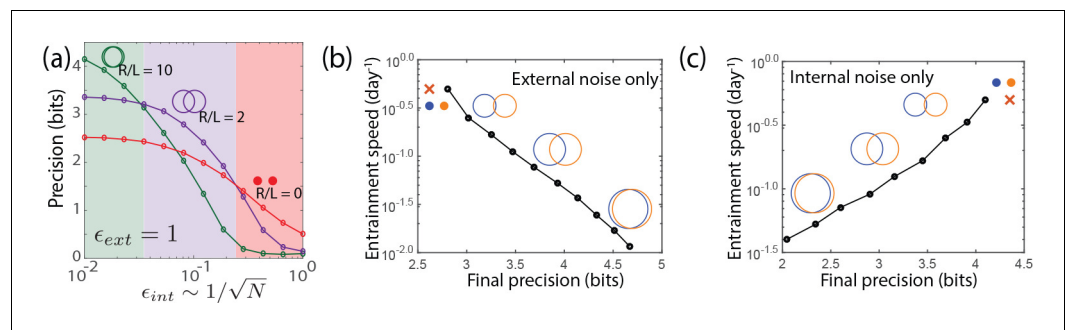 (a)
Precision (bits)
4
3
2
1
0
R/L = 10
R/L = 2
R/L = 0
ϵ_ext = 1
10^-2
10^-1
10^0
ϵ_int ∼ 1/√N
(b)
External noise only
Entrainment speed (day^-1)
10^0.0
10^-0.5
10^-1.0
10^-1.5
10^-2.0
2.5
3
3.5
4
4.5
5
Final precision (bits)
(c)
Internal noise only
Entrainment speed (day^-1)
10^0.0
10^-0.5
10^-1.0
10^-1.5
2
2.5
3
3.5
4
4.5
Final precision (bits)